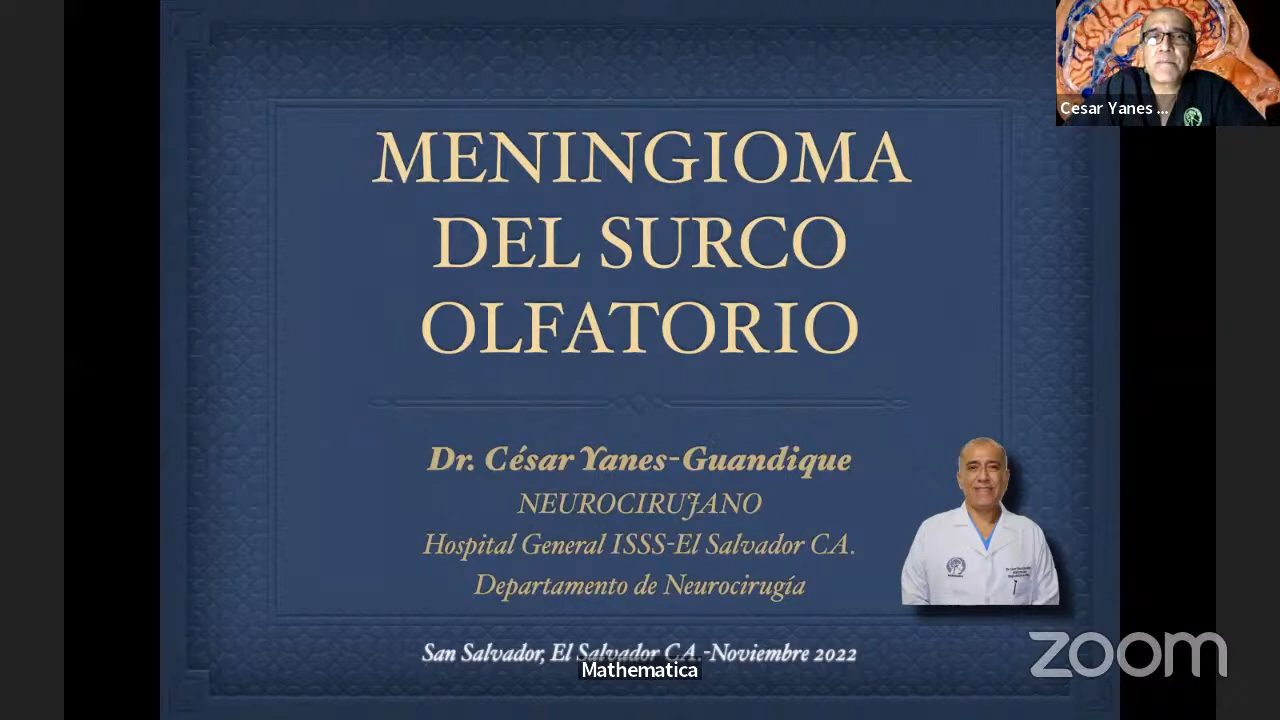 MENINGIOMA
DEL SURCO
OLFATORIO
Dr. César Yanes-Guandique
NEUROCIRUJANO
Hospital General ISSS-El Salvador CA.
Departamento de Neurocirugía
San Salvador, El Salvador C.A.-Noviembre 2022
Mathematica
Cesar Yanes ...
zoom